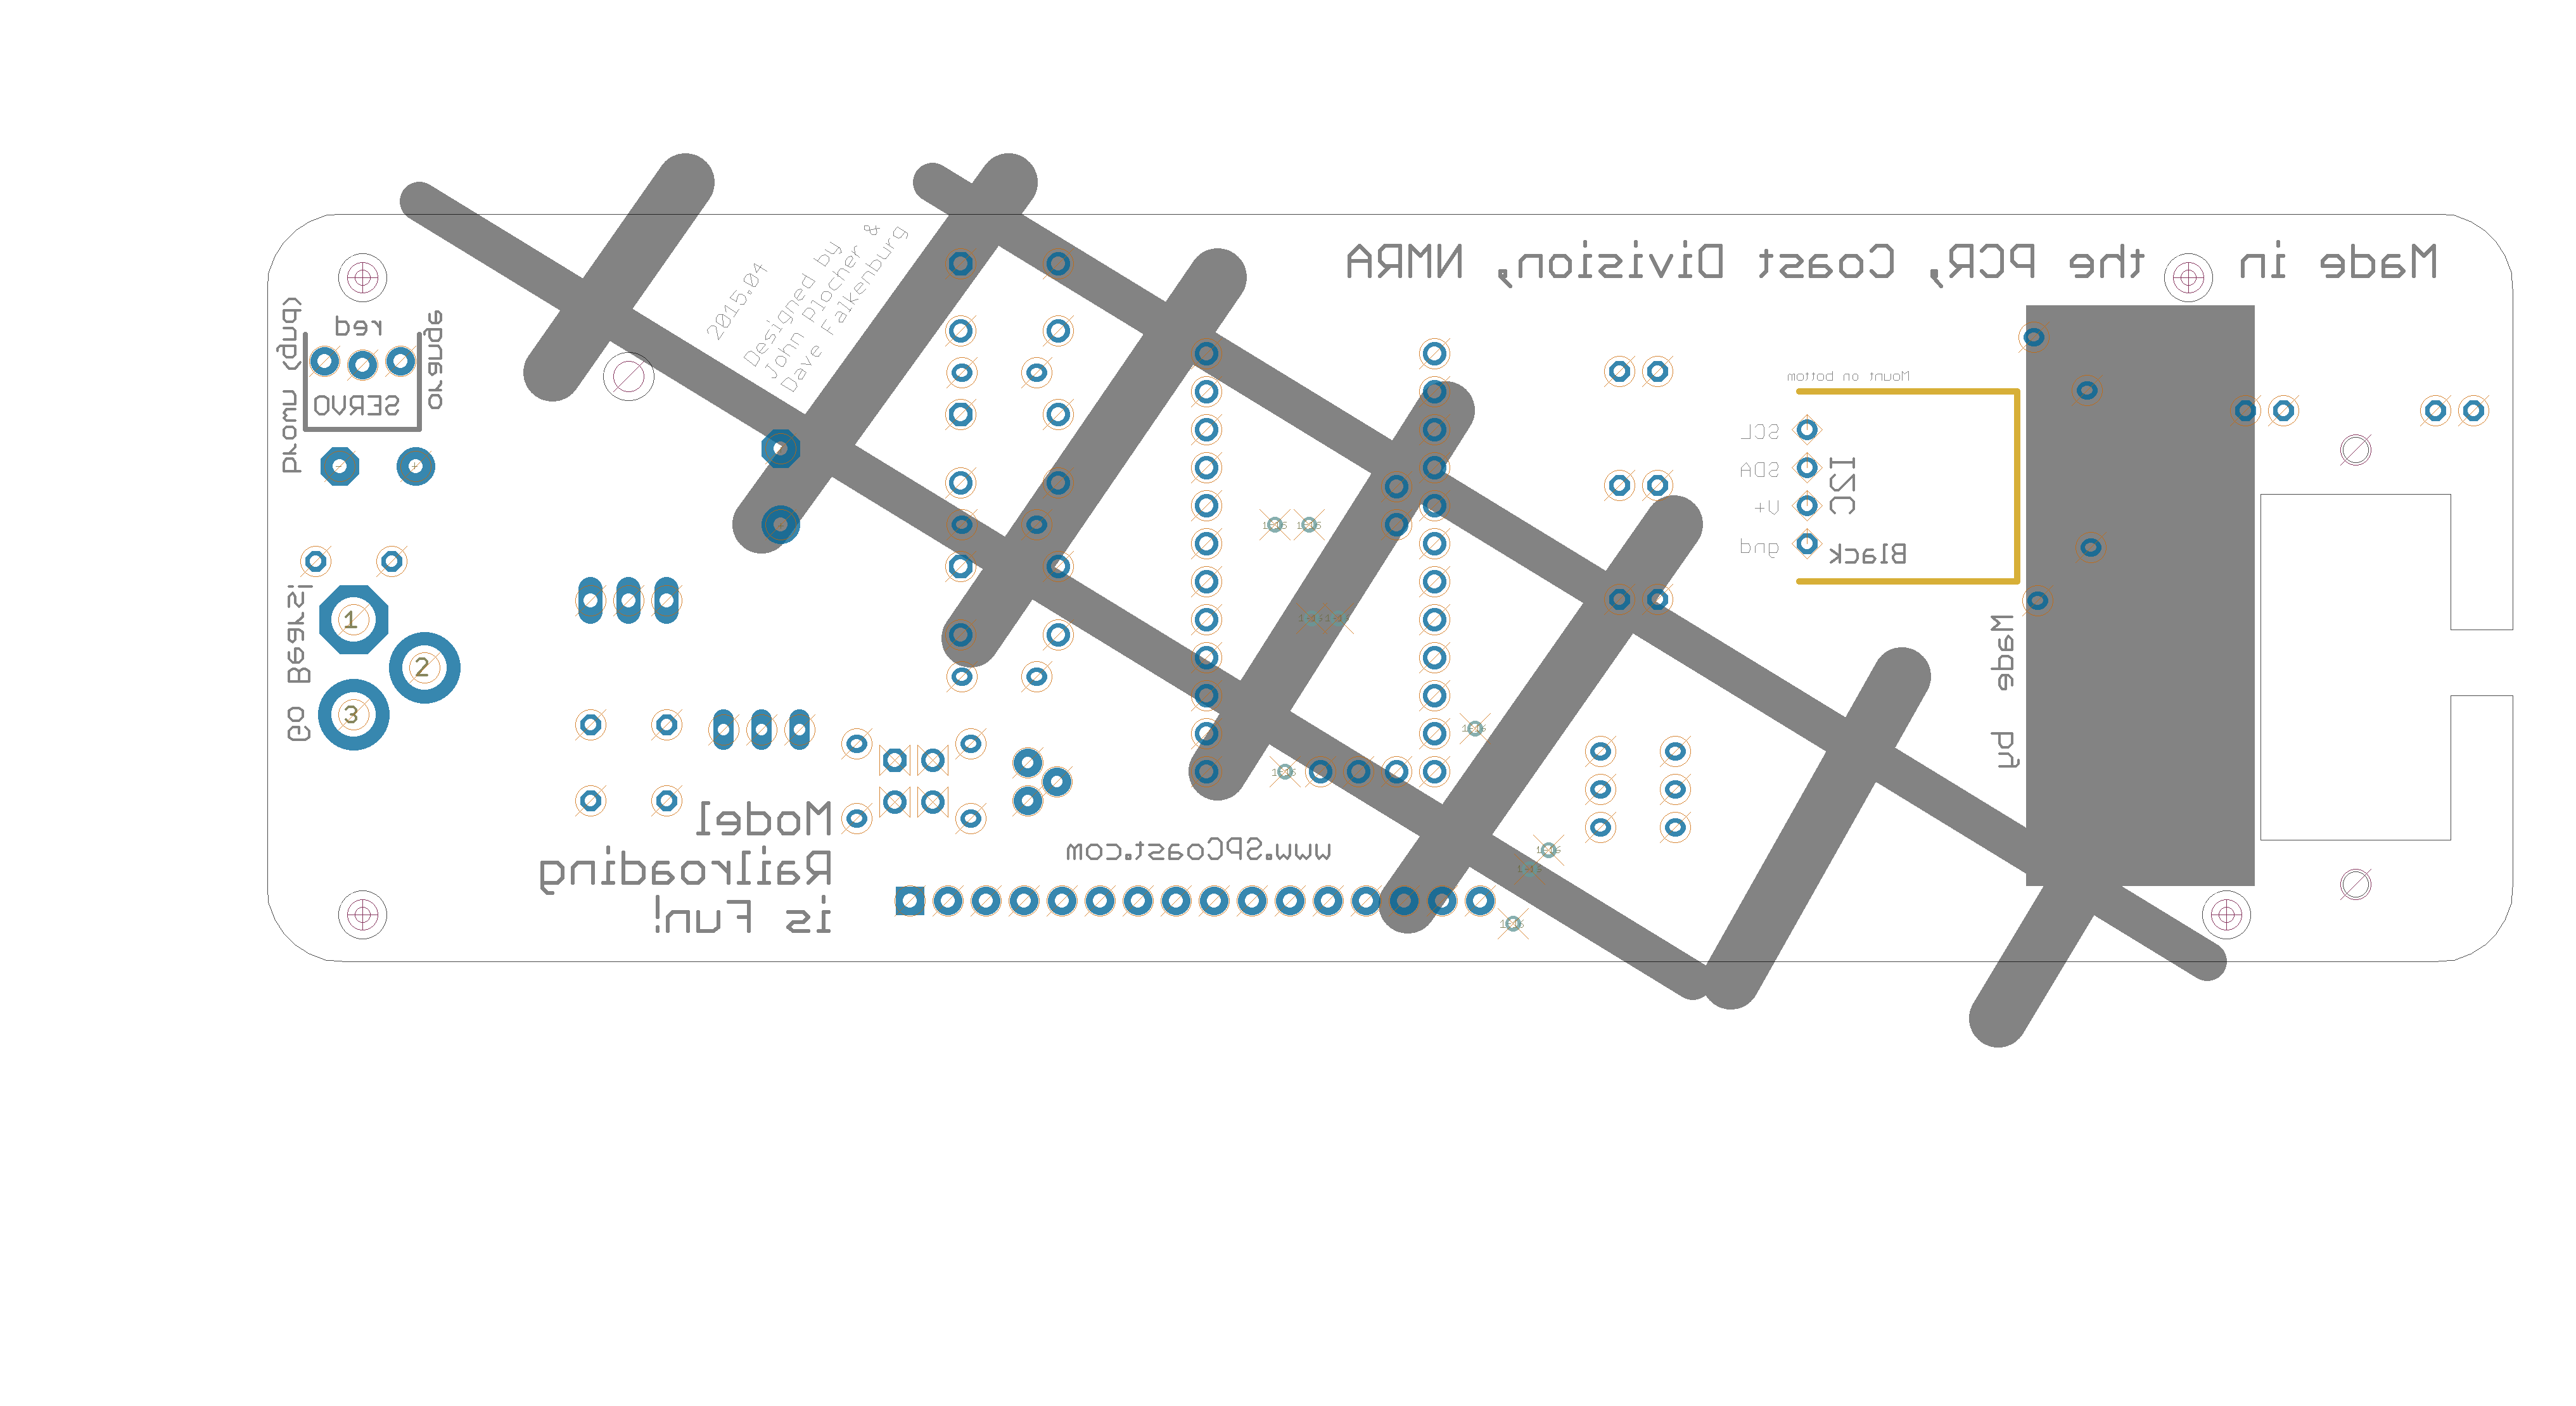 Made in the PCR, Coast Division, NMRA
2015.04
Designed by
John Plocher &
Dave Falkenburg
brown (gnd)
red
orange
SERVO
- +
Mount on bottom
SCL
SDA
V+
gnd
I2C
Black
Go Bears!
1
2
3
Made by
Model
Railroading
is Fun!
www.SPCoast.com